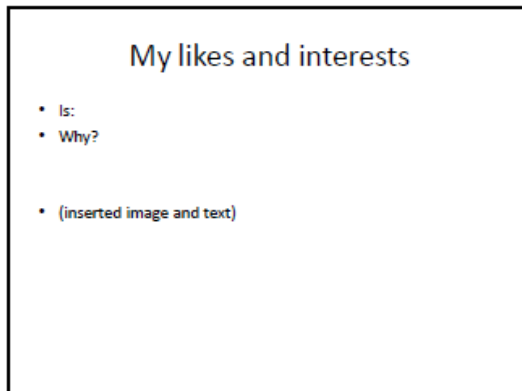 My likes and interests
• Is:
• Why?
• (inserted image and text)